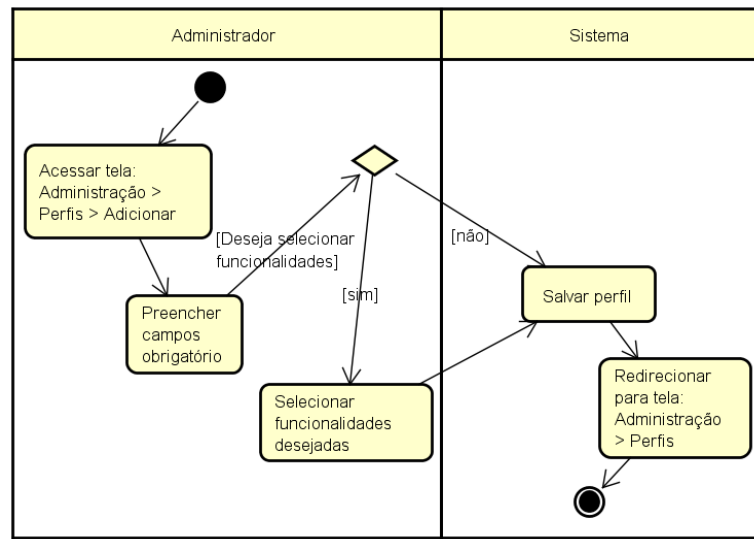 Administrador
Sistema
Acessar tela:
Administração >
Perfis > Adicionar
[Deseja selecionar
funcionalidades]
[não]
[sim]
Preencher
campos
obrigatório
Salvar perfil
Selecionar
funcionalidades
desejadas
Redirecionar
para tela:
Administração
> Perfis